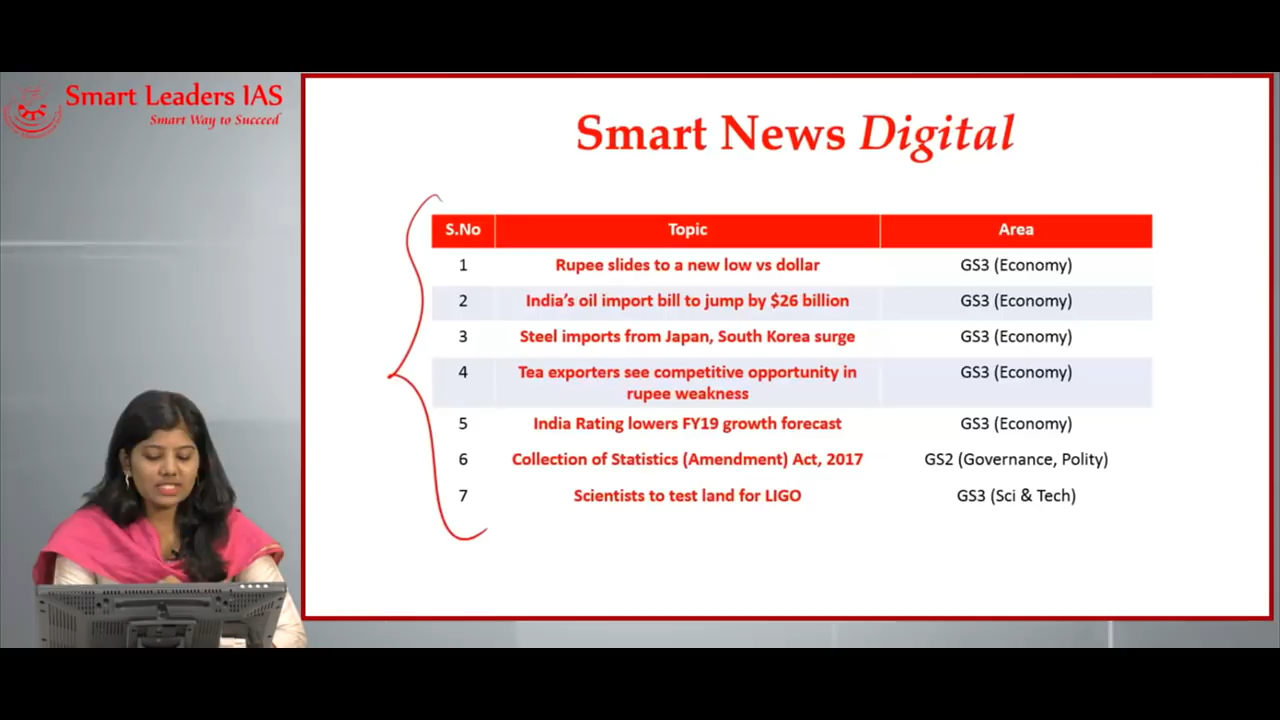 Smart Leaders IAS
Smart Way to Succeed
Smart News Digital
S.No Topic Area
1 Rupee slides to a new low vs dollar GS3 (Economy)
2 India's oil import bill to jump by $26 billion GS3 (Economy)
3 Steel imports from Japan, South Korea surge GS3 (Economy)
4 Tea exporters see competitive opportunity in GS3 (Economy)
rupee weakness
5 India Rating lowers FY19 growth forecast GS3 (Economy)
6 Collection of Statistics (Amendment) Act, 2017 GS2 (Governance, Polity)
7 Scientists to test land for LIGO GS3 (Sci & Tech)